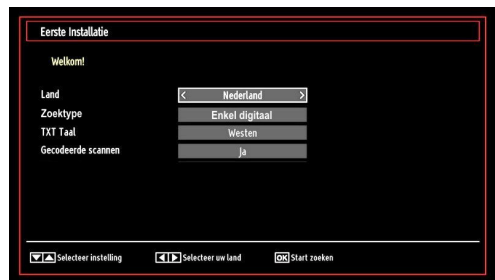 Eerste Installatie
Welkom!
Land < Nederland >
Zoektype Enkel digitaal
TXT Taal Westen
Gecodeerde scannen Ja
Selecteer instelling Selecteer uw land OK Start zoeken